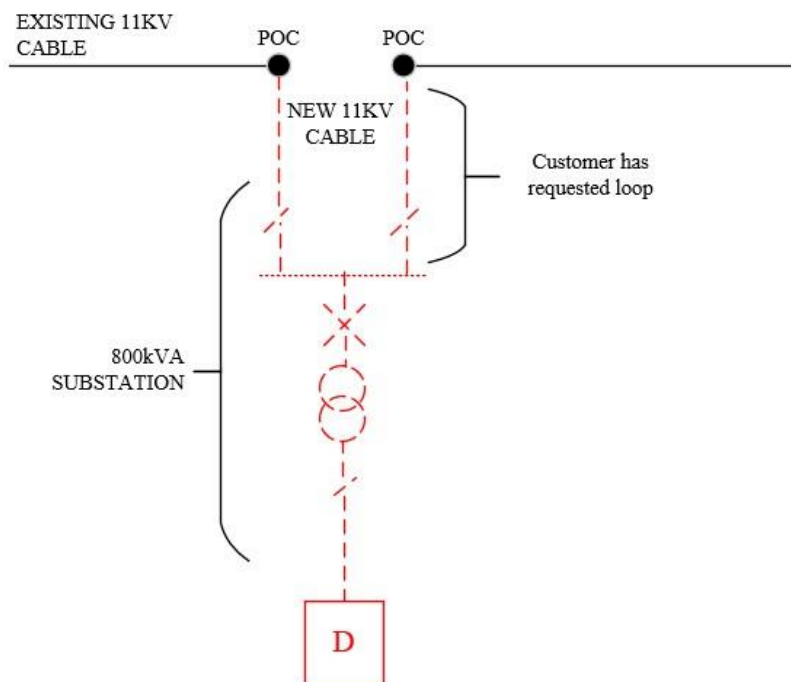 EXISTING 11KV
CABLE
POC
POC
NEW 11KV
CABLE
Customer has
requested loop
800kVA
SUBSTATION
D